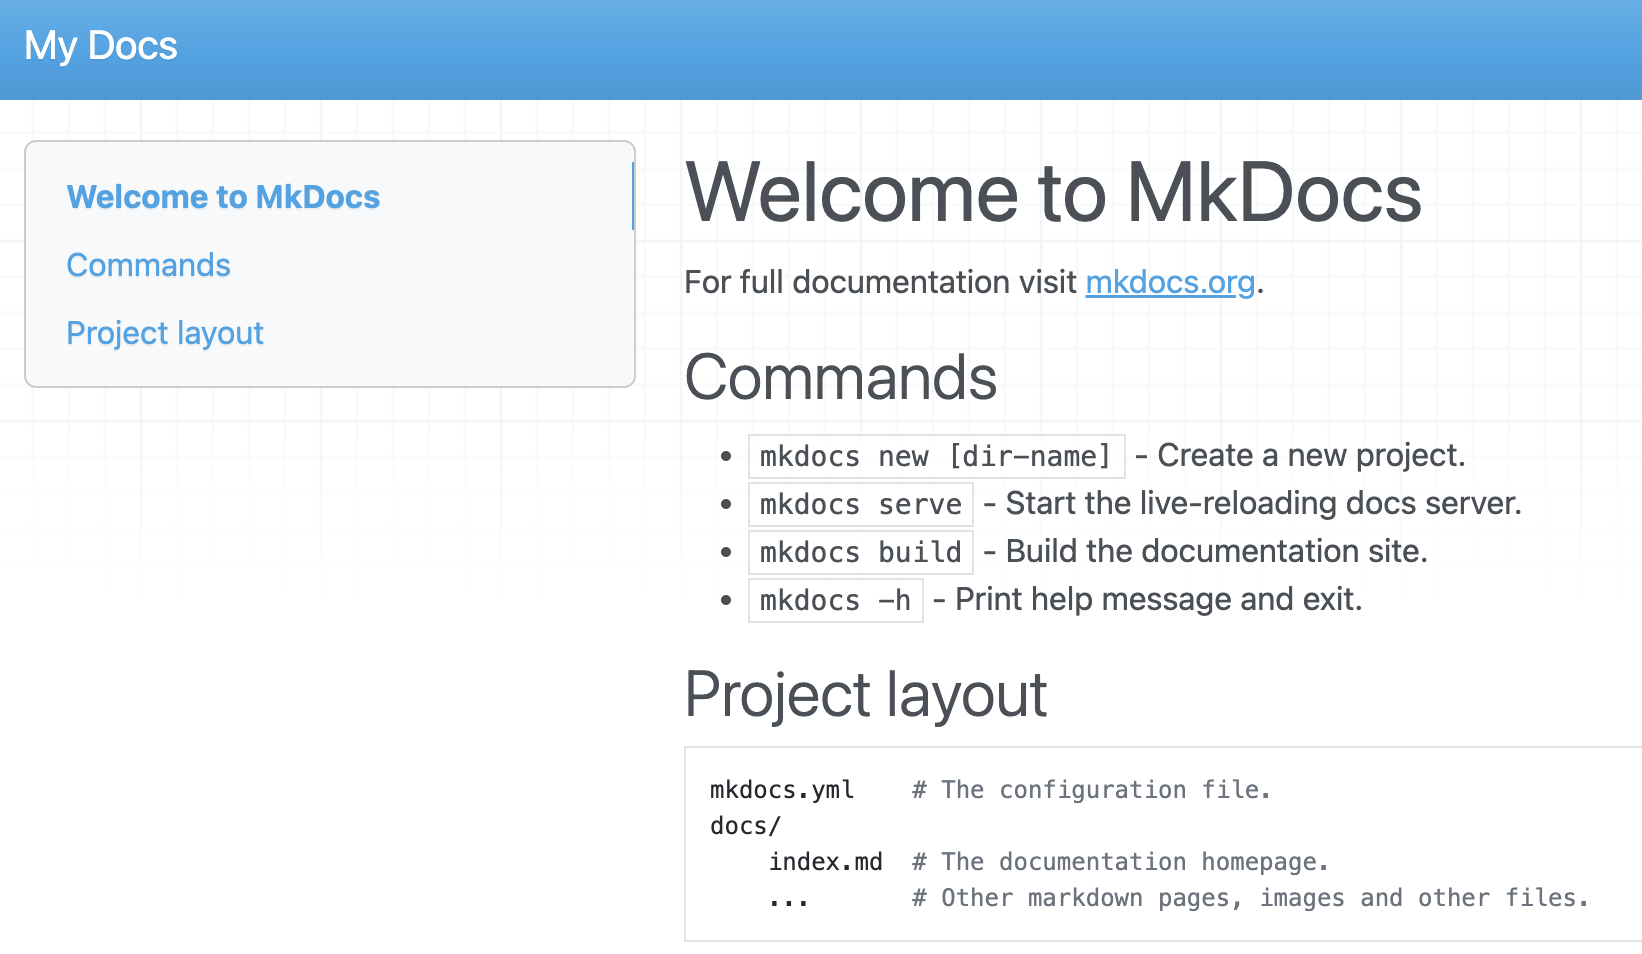 My Docs
Welcome to MkDocs
Commands
Project layout
Welcome to MkDocs
For full documentation visit mkdocs.org.
Commands
mkdocs new [dir-name] - Create a new project.
mkdocs serve - Start the live-reloading docs server.
mkdocs build - Build the documentation site.
mkdocs -h - Print help message and exit.
Project layout
mkdocs.yml    # The configuration file.
docs/
    index.md  # The documentation homepage.
    ...       # Other markdown pages, images and other files.